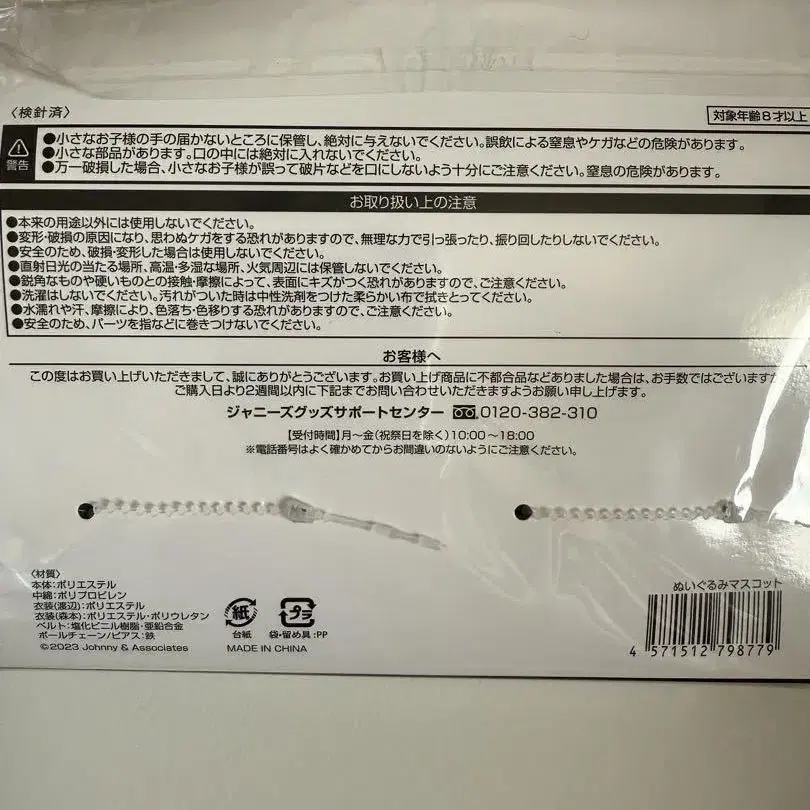 〈検針済〉
対象年齢8才以上
警告
●小さなお子様の手の届かないところに保管し、絶対に与えないでください。誤飲による窒息やケガなどの危険があります。
●小さな部品があります。口の中には絶対に入れないでください。
●万一破損した場合、小さなお子様が誤って破片などを口にしないよう十分にご注意ください。窒息の危険があります。
お取り扱い上の注意
●本来の用途以外には使用しないでください。
●変形・破損の原因になり、思わぬケガをする恐れがありますので、無理な力で引っ張ったり、振り回したりしないでください。
●安全のため、破損・変形した場合は使用しないでください。
●直射日光の当たる場所、高温・多湿な場所、火気周辺には保管しないでください。
●鋭角なものや硬いものとの接触・摩擦によって、表面にキズがつく恐れがありますので、ご注意ください。
●洗濯はしないでください。汚れがついた時は中性洗剤をつけた柔らかい布で拭きとってください。
●水濡れや汗、摩擦により、色落ち・色移りする恐れがありますので、ご注意ください。
●安全のため、パーツを指などに巻きつけないでください。
お客様へ
この度はお買い上げいただきまして、誠にありがとうございます。お買い上げ商品に不都合品などありました場合は、お手数ではございますが
ご購入日より2週間以内に下記までお問い合わせいただきますようお願い申し上げます。
ジャニーズグッズサポートセンター 0120-382-310
【受付時間】月〜金(祝祭日を除く)10:00〜18:00
※電話番号はよく確かめてからお間違いのないようにご注意ください。
〈材質〉
本体:ポリエステル
中綿:ポリプロピレン
衣装(渡辺):ポリエステル
衣装(森本):ポリエステル・ポリウレタン
ベルト:塩化ビニル樹脂・亜鉛合金
ボールチェーン/ピアス:鉄
©2023 Johnny & Associates
紙
台紙
プラ
袋・留め具:PP
MADE IN CHINA
ぬいぐるみマスコット
4 571512 798779